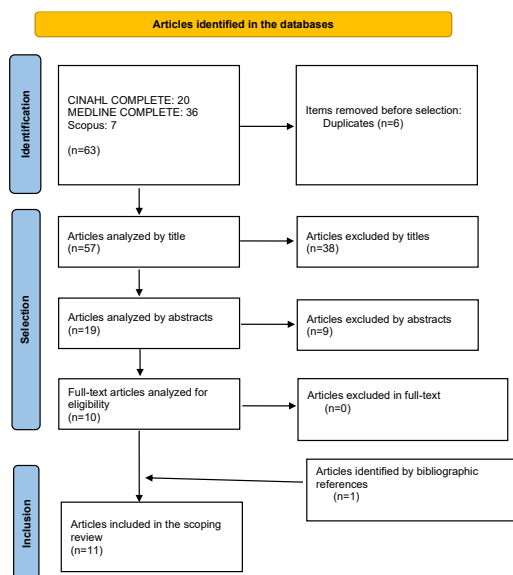 Articles identified in the databases
Identification
CINAHL COMPLETE: 20
MEDLINE COMPLETE: 36
Scopus: 7
(n=63)
Items removed before selection:
Duplicates (n=6)
Selection
Articles analyzed by title
(n=57)
Articles excluded by titles
(n=38)
Articles analyzed by abstracts
(n=19)
Articles excluded by abstracts
(n=9)
Full-text articles analyzed for
eligibility
(n=10)
Articles excluded in full-text
(n=0)
Articles identified by bibliographic
references
(n=1)
Inclusion
Articles included in the scoping
review
(n=11)